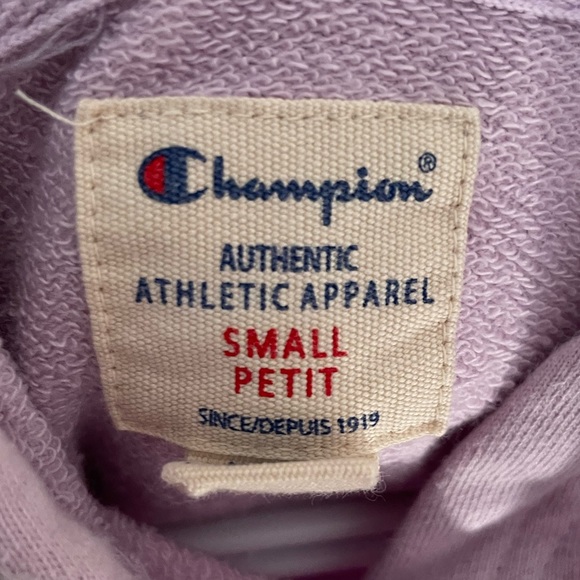 Champion®
AUTHENTIC
ATHLETIC APPAREL
SMALL
PETIT
SINCE/DEPUIS 1919